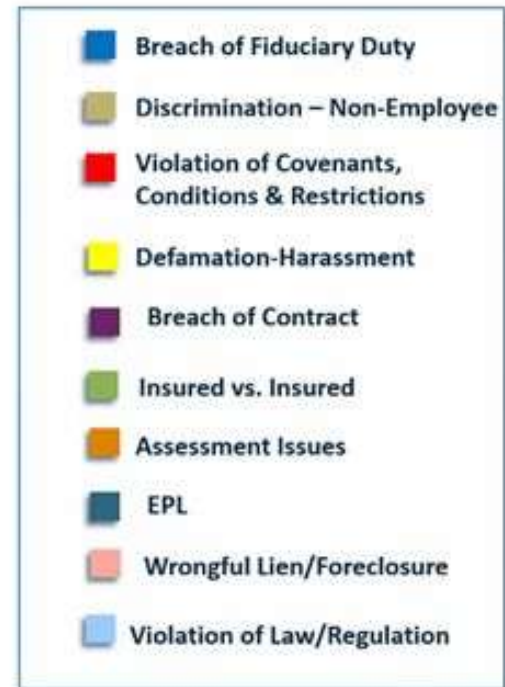 Breach of Fiduciary Duty
Discrimination – Non-Employee
Violation of Covenants,
Conditions & Restrictions
Defamation-Harassment
Breach of Contract
Insured vs. Insured
Assessment Issues
EPL
Wrongful Lien/Foreclosure
Violation of Law/Regulation